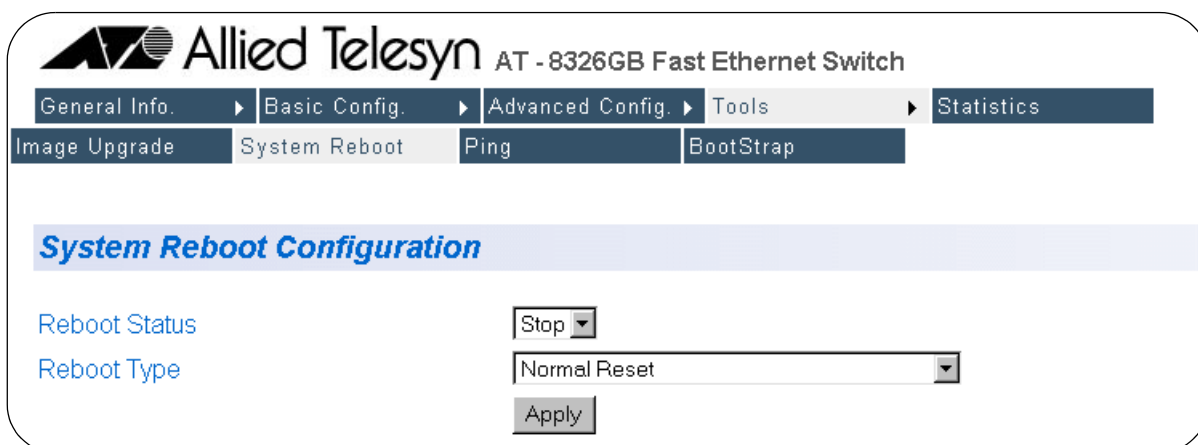 Allied Telesyn AT - 8326GB Fast Ethernet Switch
General Info. Basic Config. Advanced Config. Tools Statistics
Image Upgrade System Reboot Ping BootStrap
System Reboot Configuration
Reboot Status Stop
Reboot Type Normal Reset
Apply